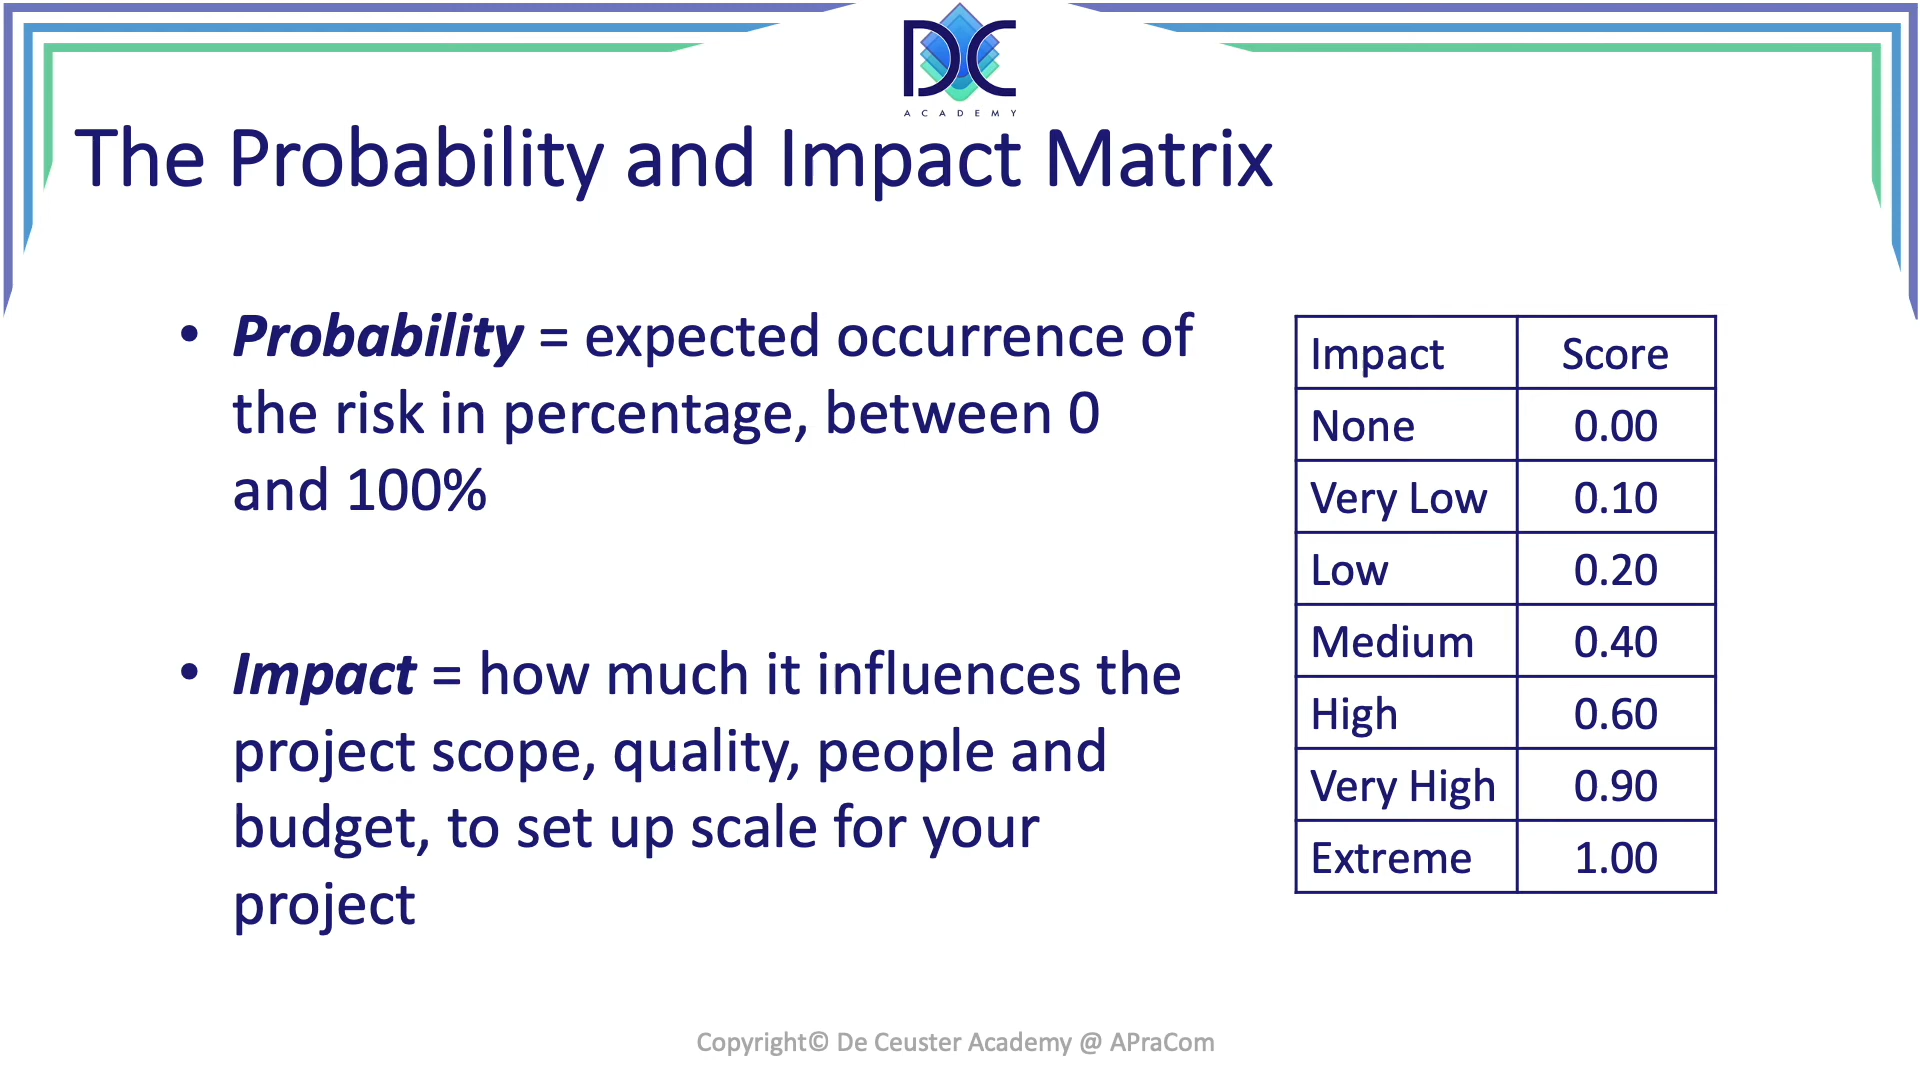 DC
ACADEMY
The Probability and Impact Matrix
• Probability = expected occurrence of
the risk in percentage, between 0
and 100%
• Impact = how much it influences the
project scope, quality, people and
budget, to set up scale for your
project
Impact Score
None 0.00
Very Low 0.10
Low 0.20
Medium 0.40
High 0.60
Very High 0.90
Extreme 1.00
Copyright© De Ceuster Academy @ APraCom